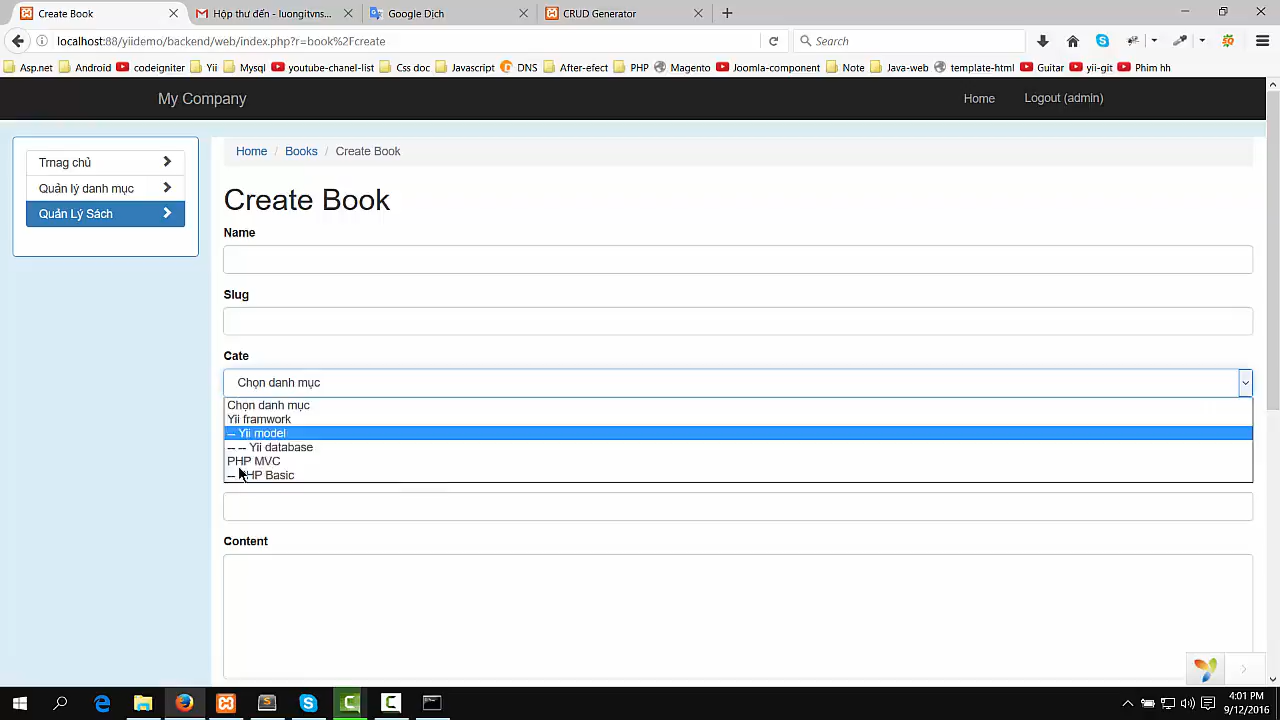 Create Book
Hộp thư đến - luongitvns...
Google Dịch
CRUD Generator
localhost:88/yiidemo/backend/web/index.php?r=book%2Fcreate
Search
Asp.net Android codeigniter Yii Mysql youtube-chanel-list Css doc Javascript DNS After-efect PHP Magento Joomla-component Note Java-web template-html Guitar yii-git Phim hh
My Company
Home
Logout (admin)
Trnag chủ
Quản lý danh mục
Quản Lý Sách
Home / Books / Create Book
Create Book
Name
Slug
Cate
Chọn danh mục
Chọn danh mục
Yii framwork
-- Yii model
-- -- Yii database
PHP MVC
-- PHP Basic
Content
4:01 PM
9/12/2016